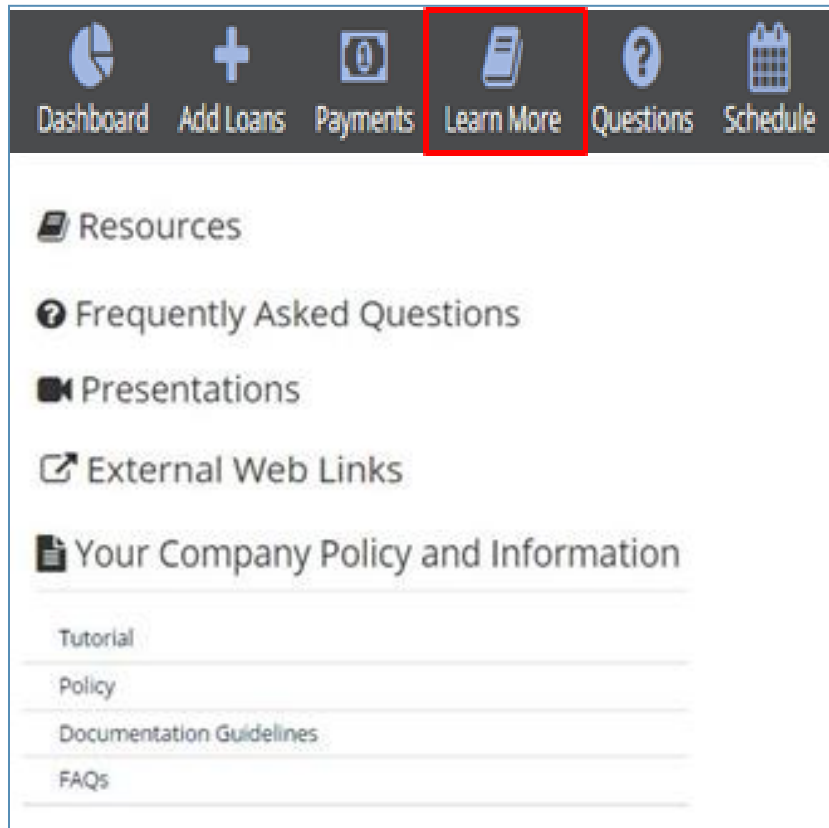 Dashboard Add Loans Payments Learn More Questions Schedule
Resources
Frequently Asked Questions
Presentations
External Web Links
Your Company Policy and Information
Tutorial
Policy
Documentation Guidelines
FAQs